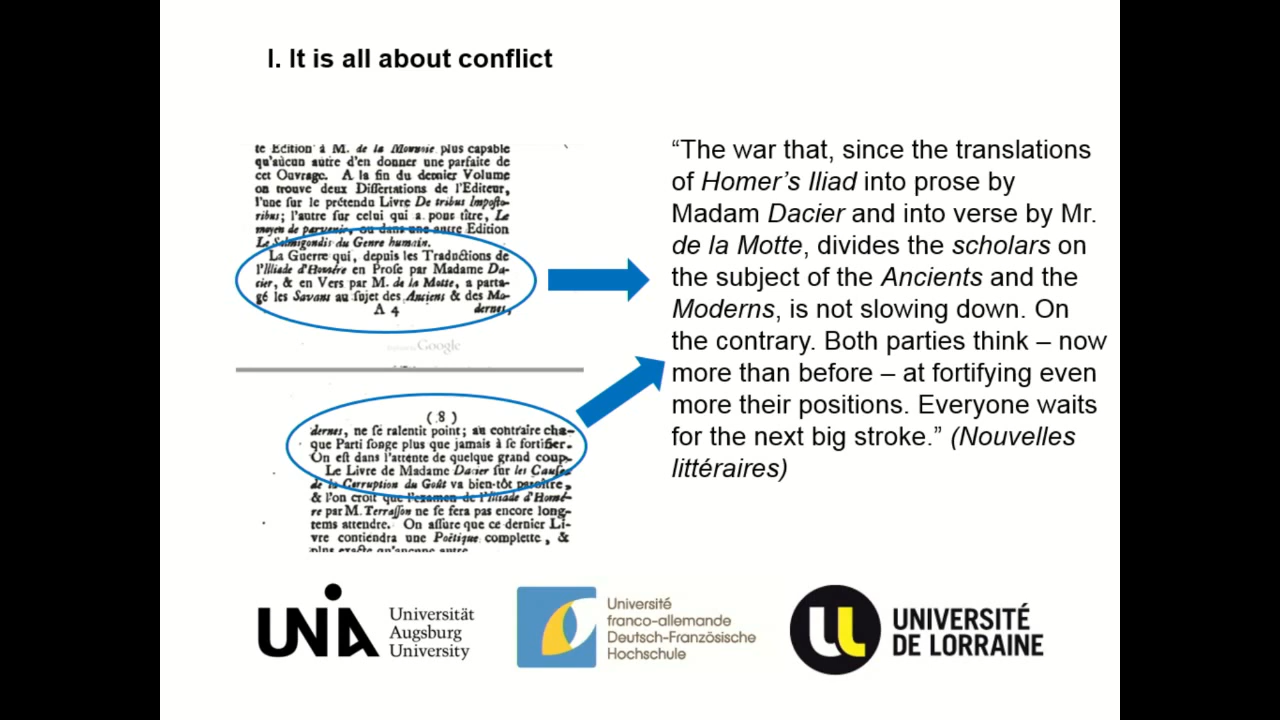 I. It is all about conflict
te Edition à M. de la Monnoie plus capable
qu'aucun autre d'en donner une parfaite de
cet Ouvrage. A la fin du dernier Volume
on trouve deux Dissertations de l'Editeur,
l'une sur le prétendu Livre De tribus Imposto-
ribus; l'autre sur celui qui a pour titre, Le
moyen de parvenir, ou dans une autre Edition
Le Salmigondis du Genre humain.
La Guerre qui, depuis les Traductions de
l'Illiade d'Homére en Prose par Madame Da-
cier, & en Vers par M. de la Motte, a parta-
gé les Savans au sujet des Anciens & des Mo-
A 4 dernes,
Google
(8)
dernes, ne se ralentit point; au contraire cha-
que Parti songe plus que jamais à se fortifier.
On est dans l'attente de quelque grand coup.
Le Livre de Madame Dacier sur les Causes
de la Corruption du Goût va bien-tôt paroître,
& l'on croit que l'examen de l'Illiade d'Homé-
re par M. Terrasson ne se fera pas encore long-
tems attendre. On assure que ce dernier Li-
vre contiendra une Poëtique complette, &
plus exacte qu'aucune autre
“The war that, since the translations
of Homer’s Iliad into prose by
Madam Dacier and into verse by Mr.
de la Motte, divides the scholars on
the subject of the Ancients and the
Moderns, is not slowing down. On
the contrary. Both parties think – now
more than before – at fortifying even
more their positions. Everyone waits
for the next big stroke.” (Nouvelles
littéraires)
UNIA Universität
Augsburg
University
Université
franco-allemande
Deutsch-Französische
Hochschule
UL UNIVERSITÉ
DE LORRAINE